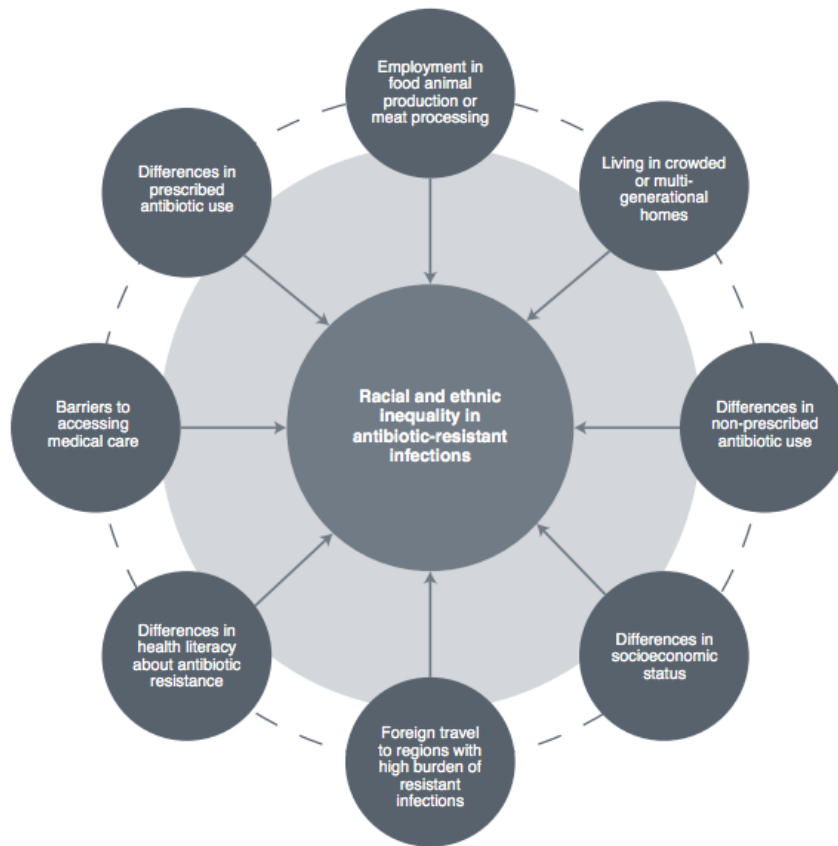 Employment in
food animal
production or
meat processing
Living in crowded
or multi-
generational
homes
Differences in
non-prescribed
antibiotic use
Differences in
socioeconomic
status
Foreign travel
to regions with
high burden of
resistant
infections
Differences in
health literacy
about antibiotic
resistance
Barriers to
accessing
medical care
Differences in
prescribed
antibiotic use
Racial and ethnic
inequality in
antibiotic-resistant
infections